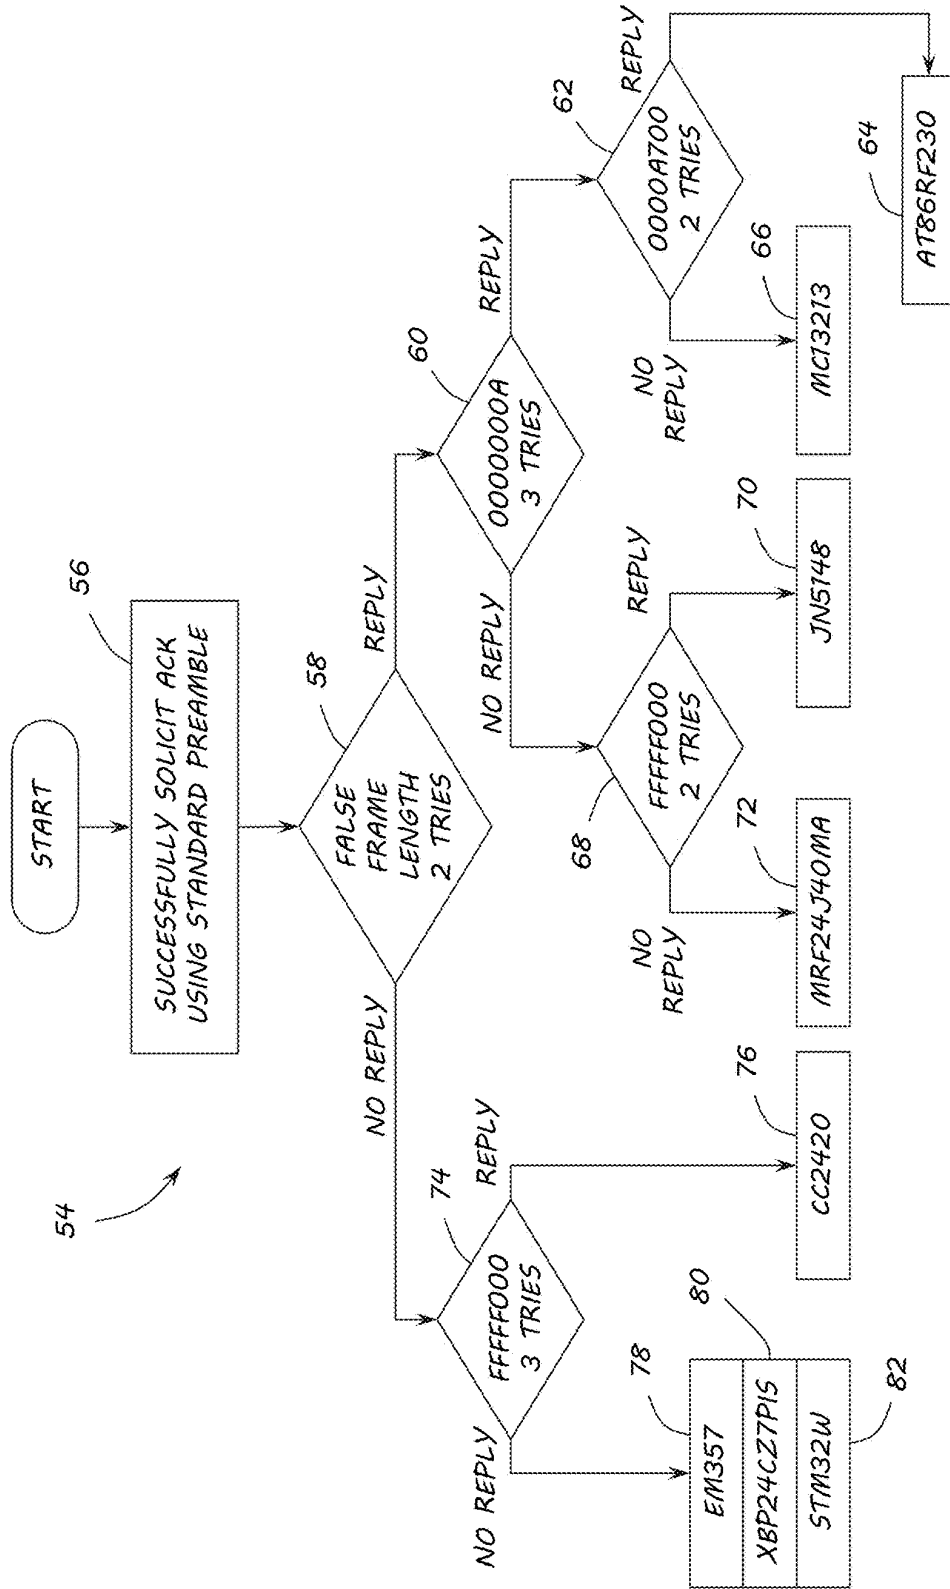 54
START
56
SUCCESSFULLY SOLICIT ACK
USING STANDARD PREAMBLE
58
FALSE
FRAME
LENGTH
2 TRIES
NO REPLY
REPLY
74
FFFFF000
3 TRIES
NO REPLY
REPLY
60
0000000A
3 TRIES
NO REPLY
REPLY
68
FFFFF000
2 TRIES
NO
REPLY
REPLY
62
0000A700
2 TRIES
NO
REPLY
REPLY
78
EM357
80
XBP24CZ7PIS
STM32W
82
76
CC2420
72
MRF24J40MA
70
JN5148
66
MC13213
64
AT86RF230